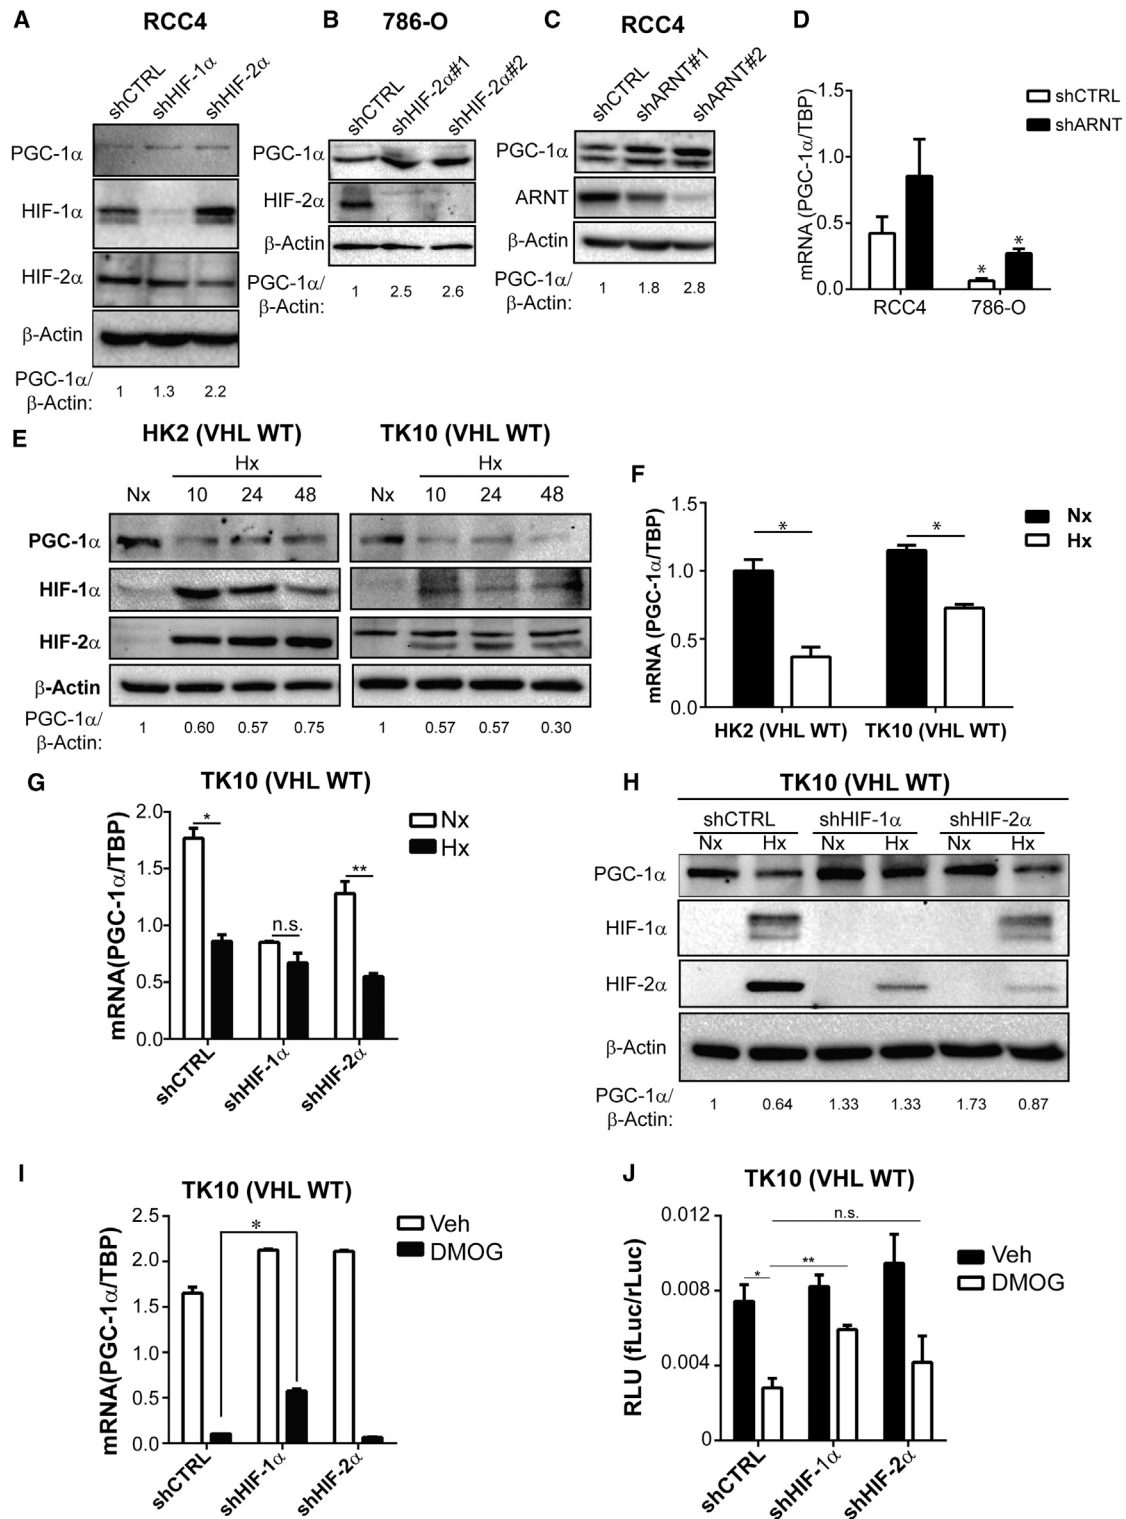 A
RCC4
shCTRL
shHIF-1α
shHIF-2α
PGC-1α
HIF-1α
HIF-2α
β-Actin
PGC-1α/
β-Actin:
1 1.3 2.2
B
786-O
shCTRL
shHIF-2α#1
shHIF-2α#2
PGC-1α
HIF-2α
β-Actin
PGC-1α/
β-Actin:
1 2.5 2.6
C
RCC4
shCTRL
shARNT#1
shARNT#2
PGC-1α
ARNT
β-Actin
PGC-1α/
β-Actin:
1 1.8 2.8
D
mRNA (PGC-1α/TBP)
1.5
1.0
0.5
0.0
* *
RCC4 786-O
shCTRL
shARNT
E
HK2 (VHL WT) TK10 (VHL WT)
Hx Hx
Nx 10 24 48 Nx 10 24 48
PGC-1α
HIF-1α
HIF-2α
β-Actin
PGC-1α/
β-Actin:
1 0.60 0.57 0.75 1 0.57 0.57 0.30
F
mRNA (PGC-1α/TBP)
1.5
1.0
0.5
0.0
* *
HK2 (VHL WT) TK10 (VHL WT)
Nx
Hx
G
TK10 (VHL WT)
mRNA(PGC-1α/TBP)
2.0
1.5
1.0
0.5
0.0
* n.s. **
shCTRL
shHIF-1α
shHIF-2α
Nx
Hx
H
TK10 (VHL WT)
shCTRL shHIF-1α shHIF-2α
Nx Hx Nx Hx Nx Hx
PGC-1α
HIF-1α
HIF-2α
β-Actin
PGC-1α/
β-Actin:
1 0.64 1.33 1.33 1.73 0.87
I
TK10 (VHL WT)
mRNA(PGC-1α/TBP)
2.5
2.0
1.5
1.0
0.5
0.0
*
shCTRL
shHIF-1α
shHIF-2α
Veh
DMOG
J
TK10 (VHL WT)
RLU (fLuc/rLuc)
0.012
0.008
0.004
0
n.s.
* **
shCTRL
shHIF-1α
shHIF-2α
Veh
DMOG